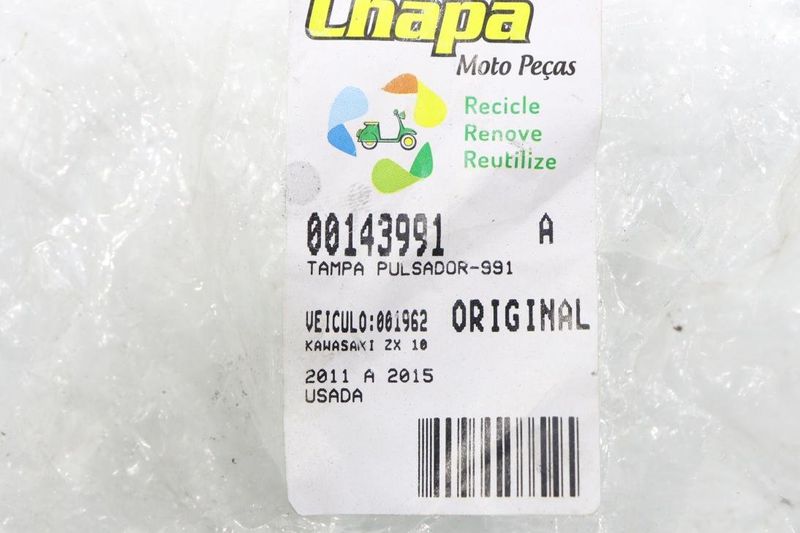 Chapa
Moto Peças
Recicle
Renove
Reutilize
00143991 A
TAMPA PULSADOR-991
VEICULO:001962 ORIGINAL
KAWASAKI ZX 10
2011 A 2015
USADA